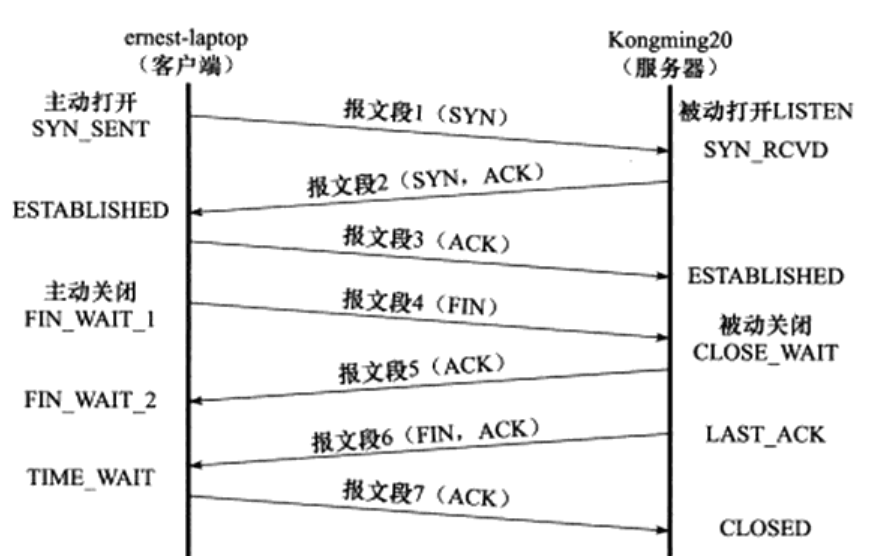 ernest-laptop
（客户端）
Kongming20
（服务器）
主动打开
SYN_SENT
报文段1（SYN）
被动打开LISTEN
SYN_RCVD
报文段2（SYN，ACK）
ESTABLISHED
报文段3（ACK）
ESTABLISHED
主动关闭
FIN_WAIT_1
报文段4（FIN）
被动关闭
CLOSE_WAIT
报文段5（ACK）
FIN_WAIT_2
报文段6（FIN，ACK）
LAST_ACK
TIME_WAIT
报文段7（ACK）
CLOSED